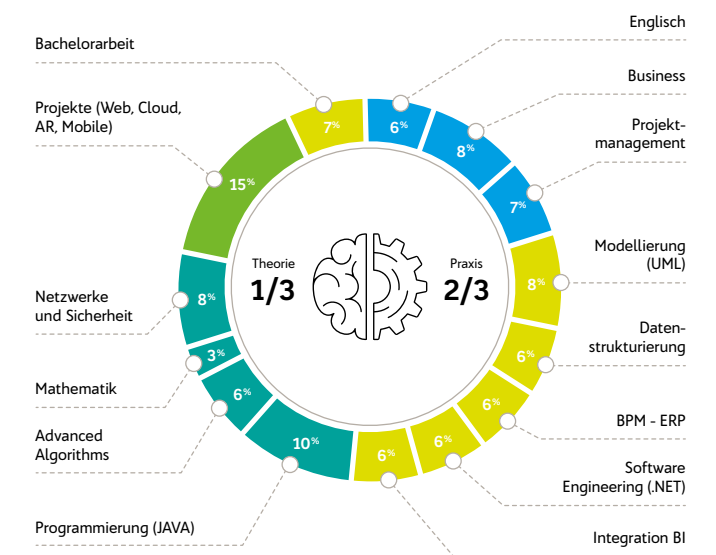 Englisch
Bachelorarbeit
Business
Projekte (Web, Cloud,
AR, Mobile)
Projekt-
management
7%
6%
8%
15%
7%
Modellierung
(UML)
Theorie
1/3
Praxis
2/3
8%
Netzwerke
und Sicherheit
8%
Daten-
strukturierung
3%
6%
Mathematik
6%
6%
BPM - ERP
Advanced
Algorithms
10%
6%
6%
Software
Engineering (.NET)
Programmierung (JAVA)
Integration BI